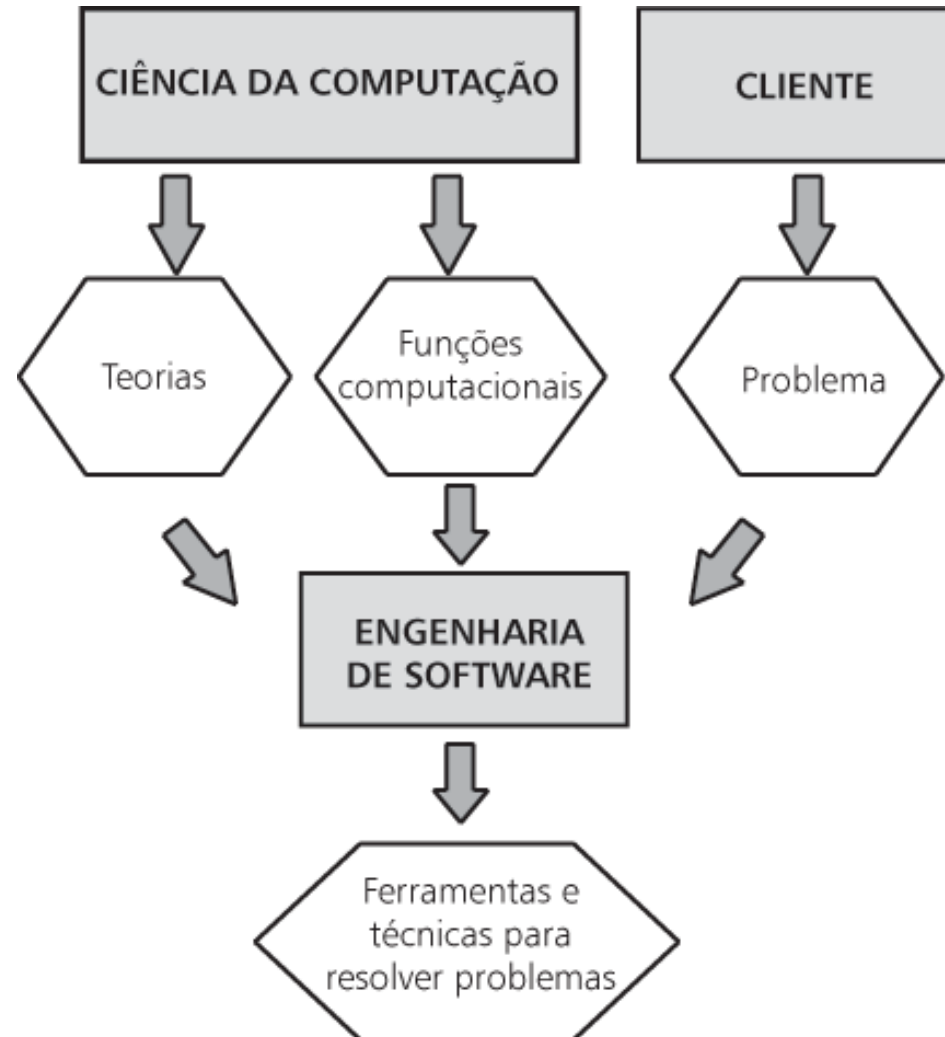 CIÊNCIA DA COMPUTAÇÃO
CLIENTE
Teorias
Funções
computacionais
Problema
ENGENHARIA
DE SOFTWARE
Ferramentas e
técnicas para
resolver problemas